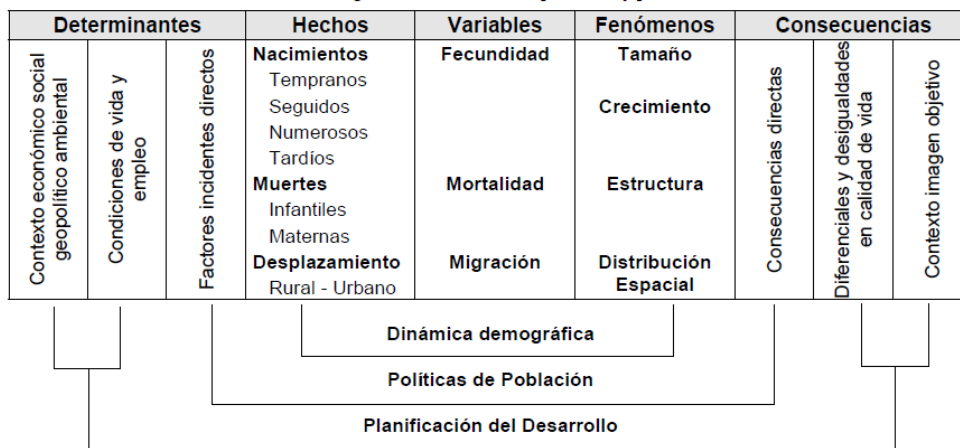 Determinantes Hechos Variables Fenómenos Consecuencias
Contexto económico social
geopolítico ambiental
Condiciones de vida y
empleo
Factores incidentes directos
Nacimientos Fecundidad Tamaño
Tempranos
Seguidos Crecimiento
Numerosos
Tardíos
Muertes Mortalidad Estructura
Infantiles
Maternas
Desplazamiento Migración Distribución
Rural - Urbano Espacial
Consecuencias directas
Diferenciales y desigualdades
en calidad de vida
Contexto imagen objetivo
Dinámica demográfica
Políticas de Población
Planificación del Desarrollo